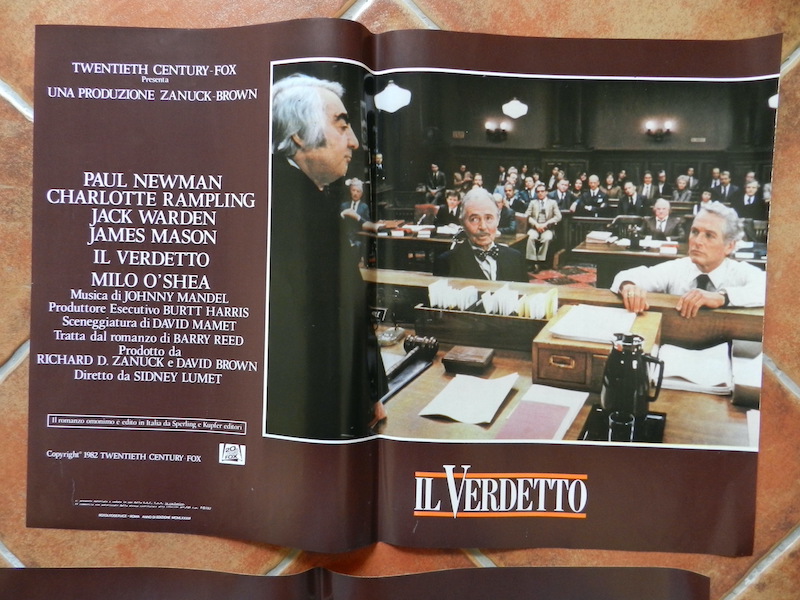 TWENTIETH CENTURY-FOX
Presenta
UNA PRODUZIONE ZANUCK-BROWN
PAUL NEWMAN
CHARLOTTE RAMPLING
JACK WARDEN
JAMES MASON
IL VERDETTO
MILO O'SHEA
Musica di JOHNNY MANDEL
Produttore Esecutivo BURTT HARRIS
Sceneggiatura di DAVID MAMET
Tratta dal romanzo di BARRY REED
Prodotto da
RICHARD D. ZANUCK e DAVID BROWN
Diretto da SIDNEY LUMET
Il romanzo omonimo è edito in Italia da Sperling e Kupfer editori
Copyright © 1982 TWENTIETH CENTURY-FOX
20
FOX
IL VERDETTO